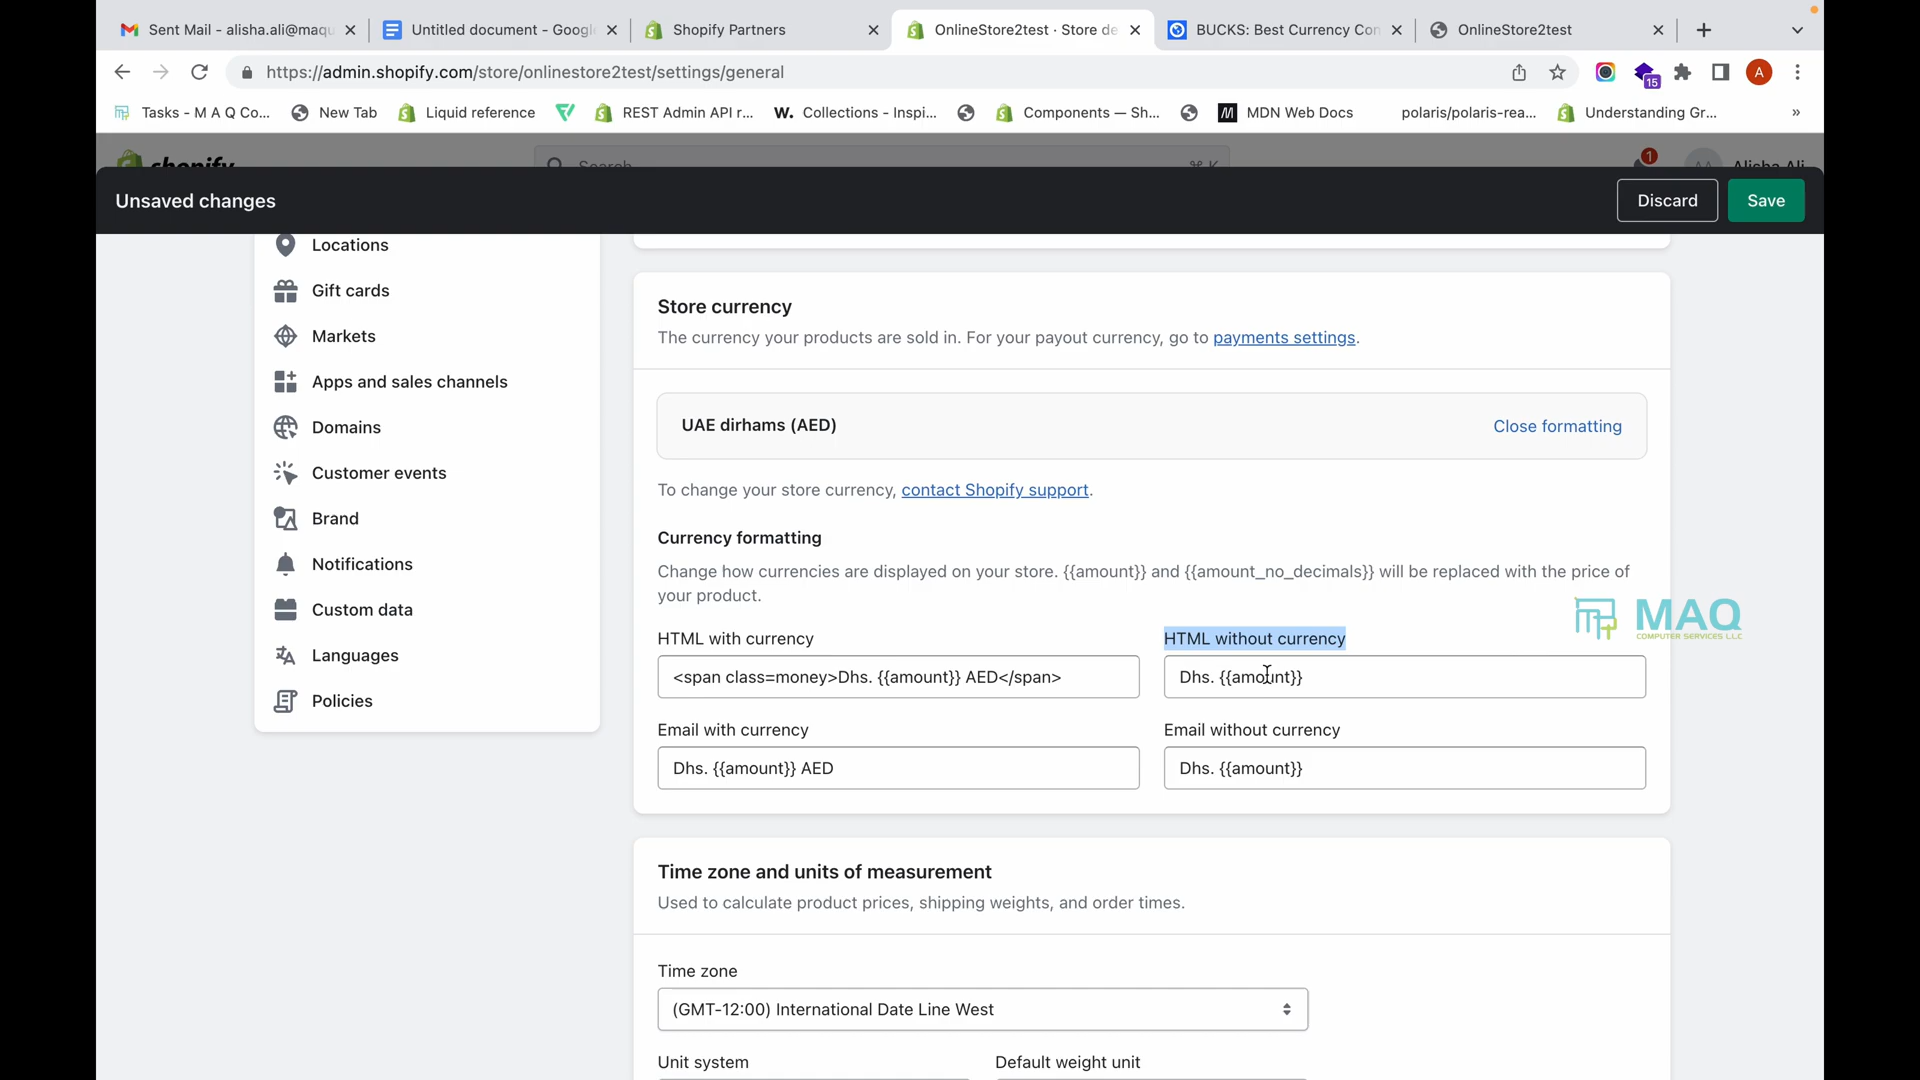 Sent Mail - alisha.ali@maqu
Untitled document - Google
Shopify Partners
OnlineStore2test · Store de
BUCKS: Best Currency Con
OnlineStore2test
https://admin.shopify.com/store/onlinestore2test/settings/general
15
A
Tasks - M A Q Co...
New Tab
Liquid reference
REST Admin API r...
W. Collections - Inspi...
Components — Sh...
MDN Web Docs
polaris/polaris-rea...
Understanding Gr...
»
shopify
Search
⌘ K
1
AA
Alisha Ali
Unsaved changes
Discard
Save
Locations
Gift cards
Markets
Apps and sales channels
Domains
Customer events
Brand
Notifications
Custom data
Languages
Policies
Store currency
The currency your products are sold in. For your payout currency, go to payments settings.
UAE dirhams (AED)
Close formatting
To change your store currency, contact Shopify support.
Currency formatting
Change how currencies are displayed on your store. {{amount}} and {{amount_no_decimals}} will be replaced with the price of
your product.
HTML with currency
HTML without currency
<span class=money>Dhs. {{amount}} AED</span>
Dhs. {{amount}}
Email with currency
Email without currency
Dhs. {{amount}} AED
Dhs. {{amount}}
MAQ
COMPUTER SERVICES L.L.C
Time zone and units of measurement
Used to calculate product prices, shipping weights, and order times.
Time zone
(GMT-12:00) International Date Line West
Unit system
Default weight unit